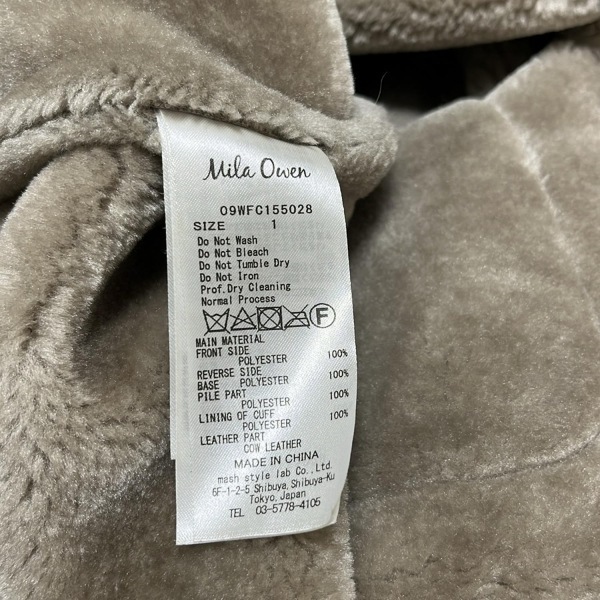 Mila Owen
09WFC155028
SIZE 1
Do Not Wash
Do Not Bleach
Do Not Tumble Dry
Do Not Iron
Prof.Dry Cleaning
Normal Process
F
MAIN MATERIAL
FRONT SIDE
POLYESTER 100%
REVERSE SIDE
BASE POLYESTER 100%
PILE PART
POLYESTER 100%
LINING OF CUFF
POLYESTER 100%
LEATHER PART
COW LEATHER
MADE IN CHINA
mash style lab Co., Ltd.
6F-1-2-5 Shibuya, Shibuya-Ku
Tokyo, Japan
TEL 03-5778-4105